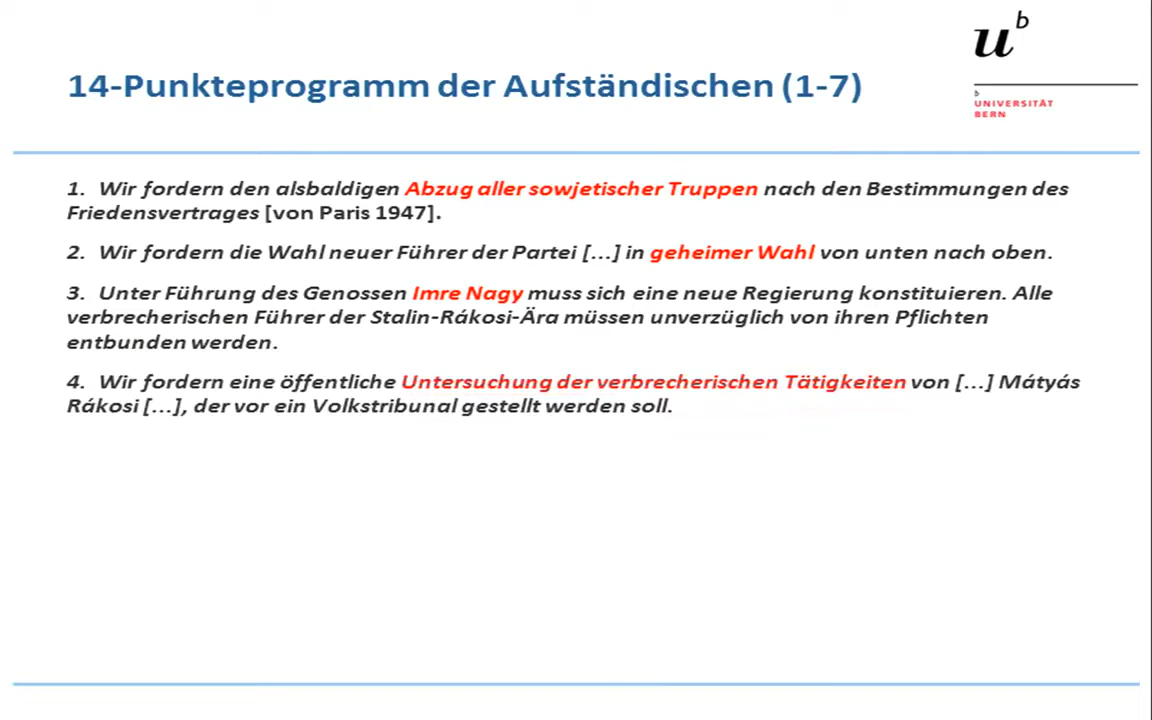 u b
14-Punkteprogramm der Aufständischen (1-7)
b
UNIVERSITÄT
BERN
1. Wir fordern den alsbaldigen Abzug aller sowjetischer Truppen nach den Bestimmungen des
Friedensvertrages [von Paris 1947].
2. Wir fordern die Wahl neuer Führer der Partei [...] in geheimer Wahl von unten nach oben.
3. Unter Führung des Genossen Imre Nagy muss sich eine neue Regierung konstituieren. Alle
verbrecherischen Führer der Stalin-Rákosi-Ära müssen unverzüglich von ihren Pflichten
entbunden werden.
4. Wir fordern eine öffentliche Untersuchung der verbrecherischen Tätigkeiten von [...] Mátyás
Rákosi [...], der vor ein Volkstribunal gestellt werden soll.